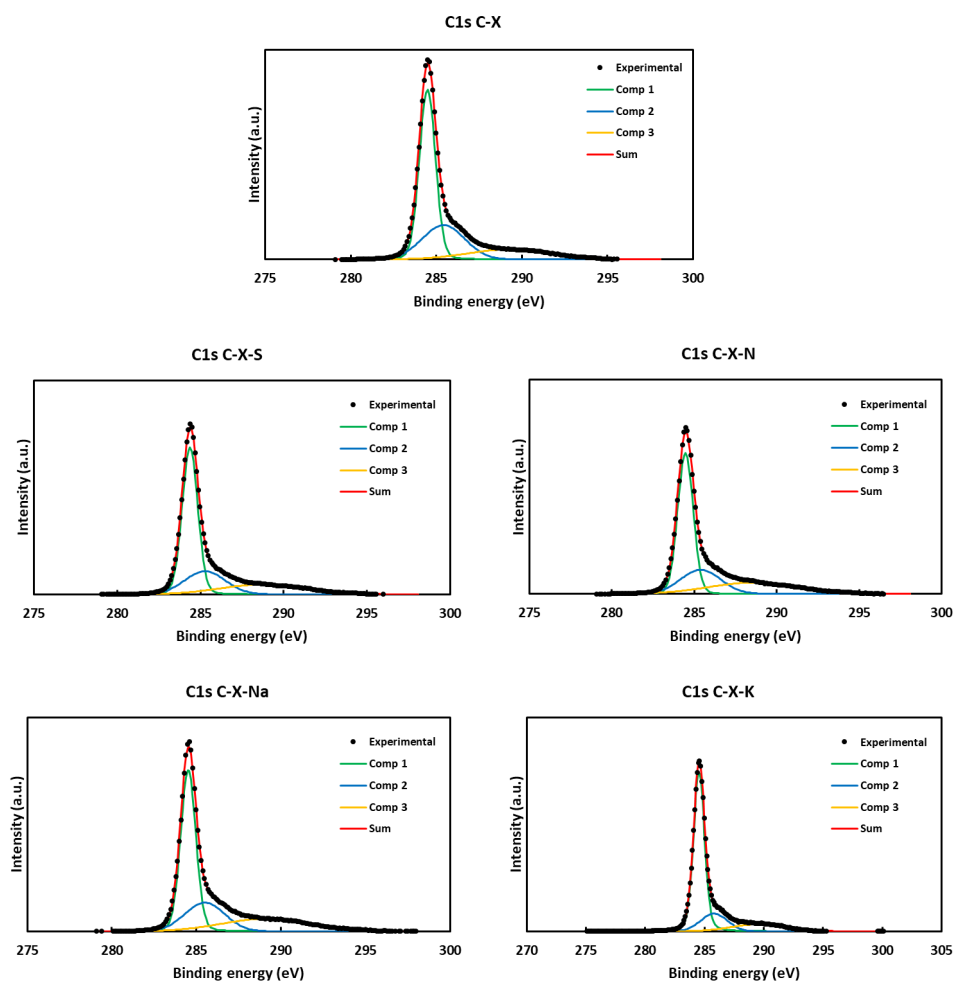 C1s C-X
Intensity (a.u.)
Experimental
Comp 1
Comp 2
Comp 3
Sum
275 280 285 290 295 300
Binding energy (eV)
C1s C-X-S
Intensity (a.u.)
Experimental
Comp 1
Comp 2
Comp 3
Sum
275 280 285 290 295 300
Binding energy (eV)
C1s C-X-N
Intensity (a.u.)
Experimental
Comp 1
Comp 2
Comp 3
Sum
275 280 285 290 295 300
Binding energy (eV)
C1s C-X-Na
Intensity (a.u.)
Experimental
Comp 1
Comp 2
Comp 3
Sum
275 280 285 290 295 300
Binding energy (eV)
C1s C-X-K
Intensity (a.u.)
Experimental
Comp 1
Comp 2
Comp 3
Sum
270 275 280 285 290 295 300 305
Binding energy (eV)